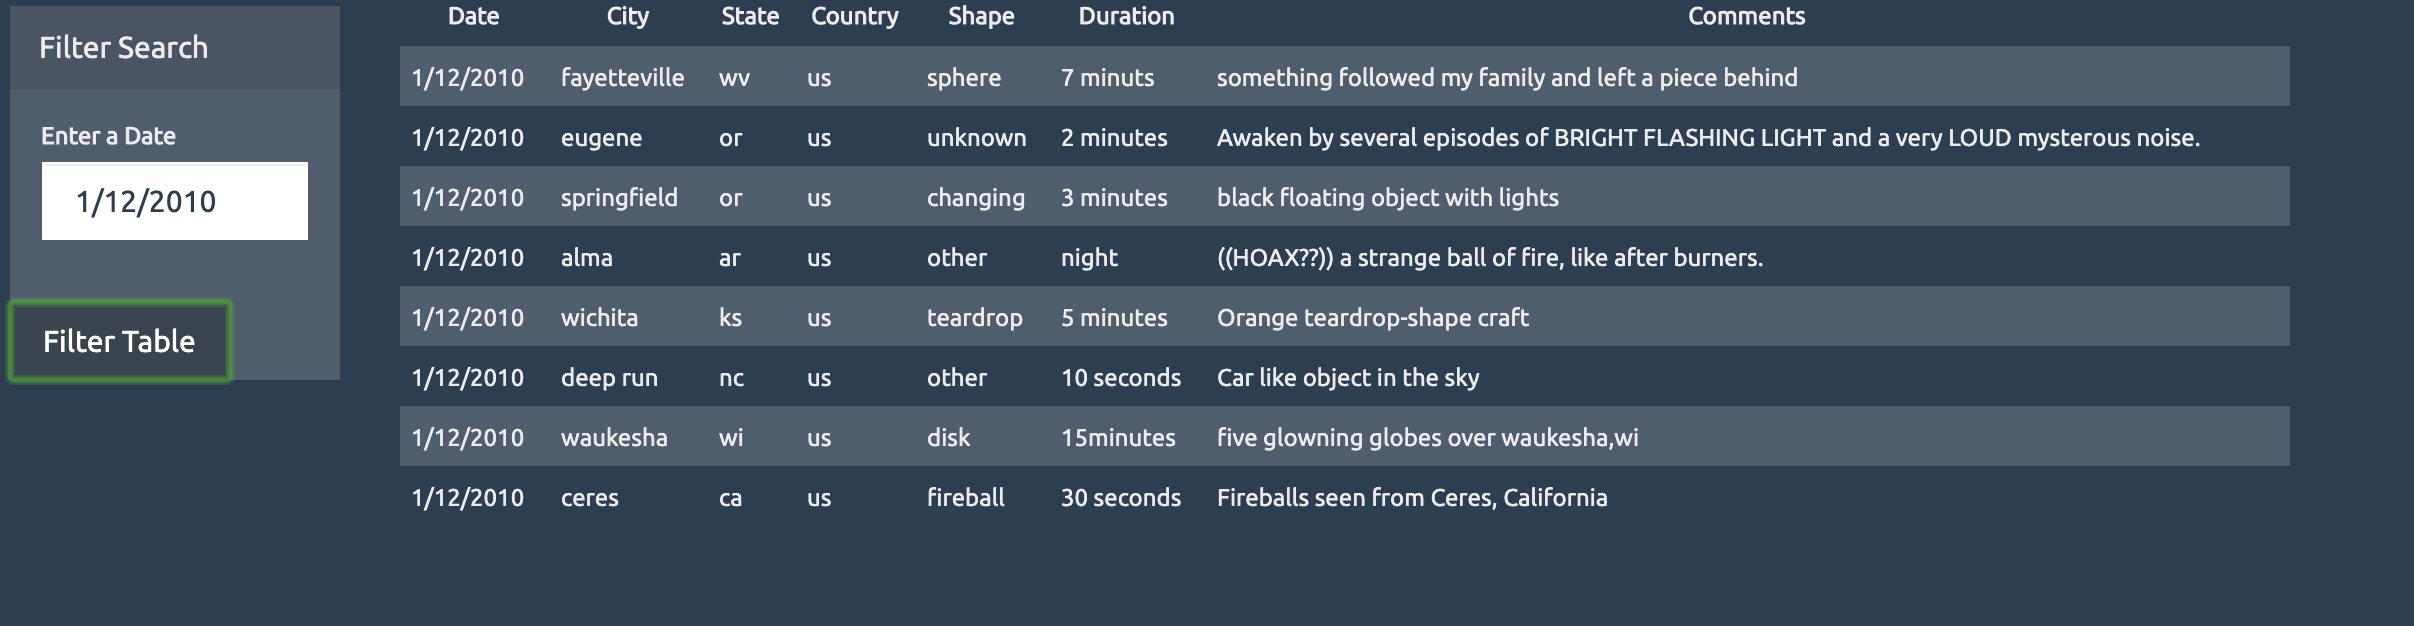 Filter Search
Enter a Date
1/12/2010
Filter Table
Date City State Country Shape Duration Comments
1/12/2010 fayetteville wv us sphere 7 minuts something followed my family and left a piece behind
1/12/2010 eugene or us unknown 2 minutes Awaken by several episodes of BRIGHT FLASHING LIGHT and a very LOUD mysterous noise.
1/12/2010 springfield or us changing 3 minutes black floating object with lights
1/12/2010 alma ar us other night ((HOAX??)) a strange ball of fire, like after burners.
1/12/2010 wichita ks us teardrop 5 minutes Orange teardrop-shape craft
1/12/2010 deep run nc us other 10 seconds Car like object in the sky
1/12/2010 waukesha wi us disk 15minutes five glowning globes over waukesha,wi
1/12/2010 ceres ca us fireball 30 seconds Fireballs seen from Ceres, California